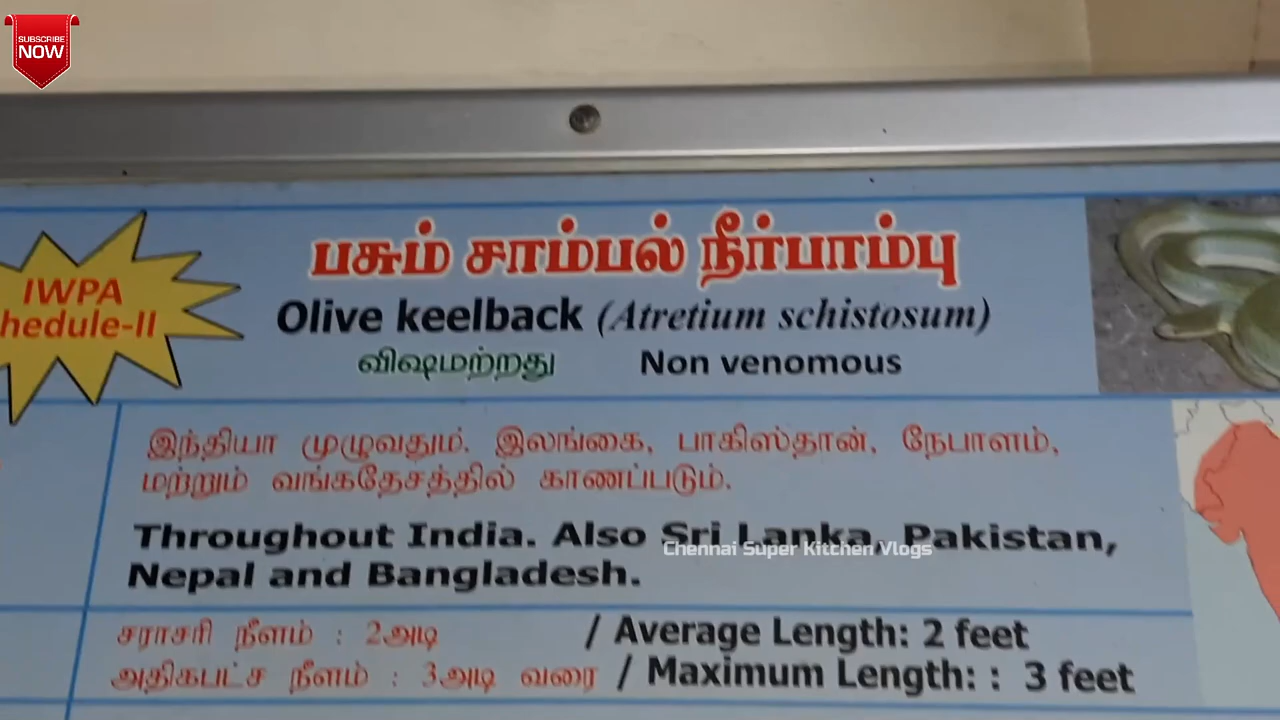 SUBSCRIBE
NOW
பசும் சாம்பல் நீர்பாம்பு
IWPA
hedule-II
Olive keelback (Atretium schistosum)
விஷமற்றது Non venomous
இந்தியா முழுவதும். இலங்கை, பாகிஸ்தான், நேபாளம்,
மற்றும் வங்கதேசத்தில் காணப்படும்.
Throughout India. Also Sri Lanka, Pakistan,
Chennai Super Kitchen Vlogs
Nepal and Bangladesh.
சராசரி நீளம் : 2அடி / Average Length: 2 feet
அதிகபட்ச நீளம் : 3அடி வரை / Maximum Length: : 3 feet